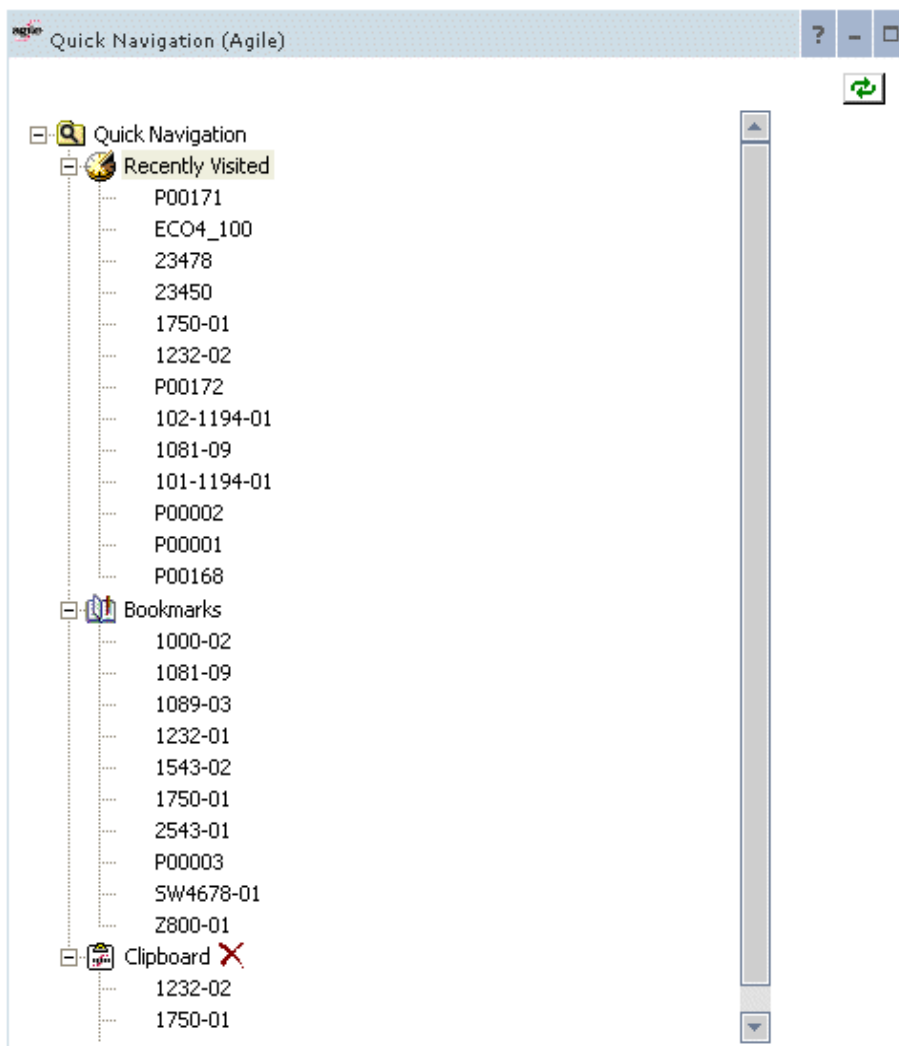 agile Quick Navigation (Agile) ?
Quick Navigation
Recently Visited
P00171
ECO4_100
23478
23450
1750-01
1232-02
P00172
102-1194-01
1081-09
101-1194-01
P00002
P00001
P00168
Bookmarks
1000-02
1081-09
1089-03
1232-01
1543-02
1750-01
2543-01
P00003
SW4678-01
Z800-01
Clipboard
1232-02
1750-01